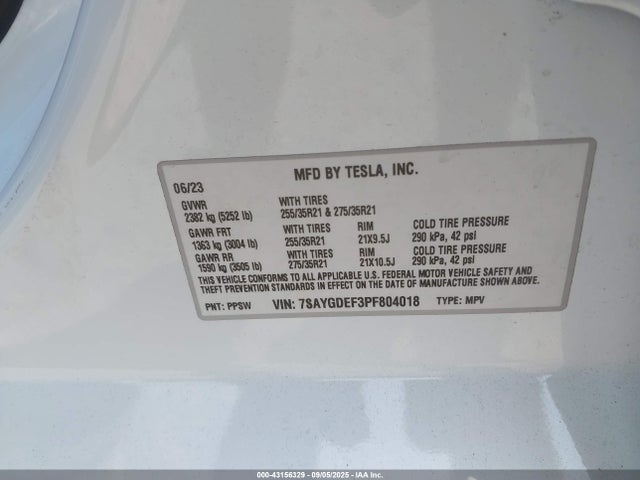 MFD BY TESLA, INC.
06/23
GVWR WITH TIRES
2382 kg (5252 lb) 255/35R21 & 275/35R21
GAWR FRT WITH TIRES RIM COLD TIRE PRESSURE
1363 kg (3004 lb) 255/35R21 21X9.5J 290 kPa, 42 psi
GAWR RR WITH TIRES RIM COLD TIRE PRESSURE
1590 kg (3505 lb) 275/35R21 21X10.5J 290 kPa, 42 psi
THIS VEHICLE CONFORMS TO ALL APPLICABLE U.S. FEDERAL MOTOR VEHICLE SAFETY AND
THEFT PREVENTION STANDARDS IN EFFECT ON THE DATE OF MANUFACTURE SHOWN ABOVE.
PNT: PPSW VIN: 7SAYGDEF3PF804018 TYPE: MPV
000-43156329 - 09/05/2025 - IAAI, Inc.